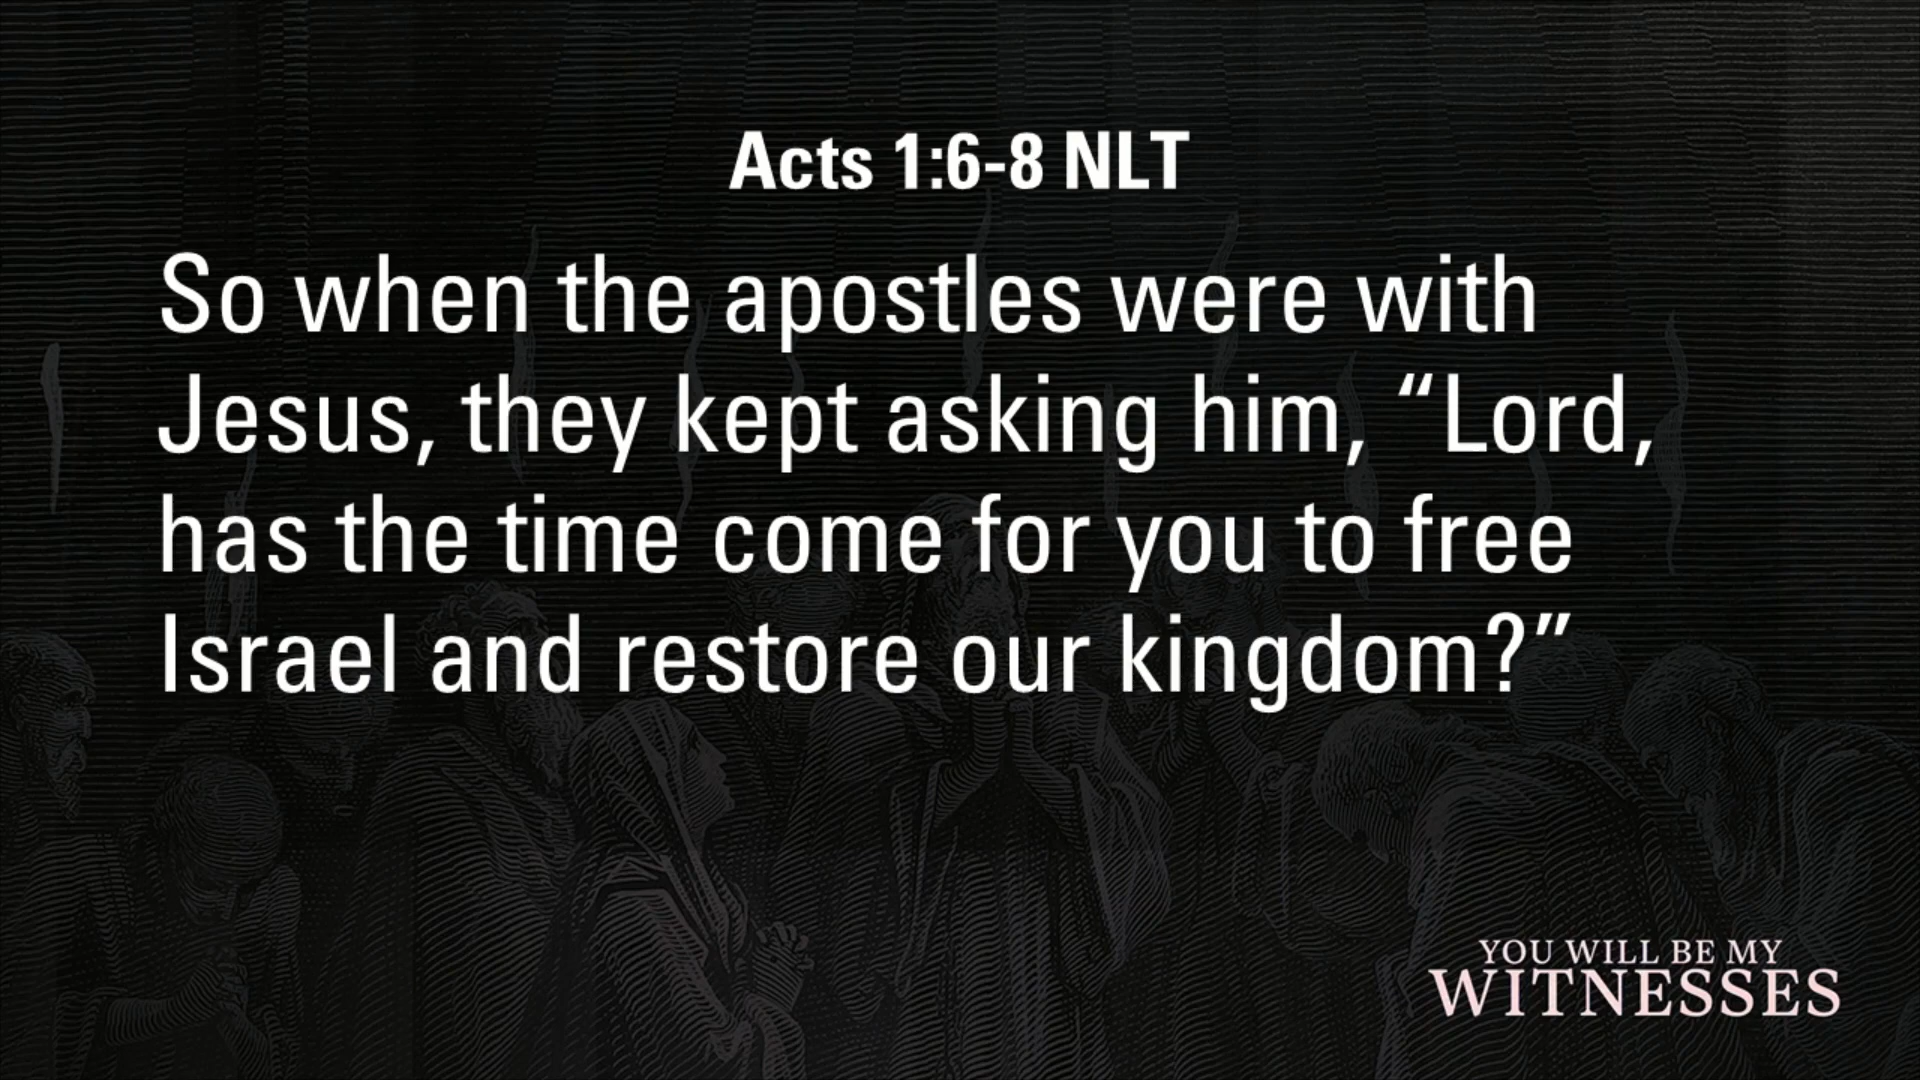 Acts 1:6-8 NLT
So when the apostles were with
Jesus, they kept asking him, “Lord,
has the time come for you to free
Israel and restore our kingdom?”
YOU WILL BE MY
WITNESSES